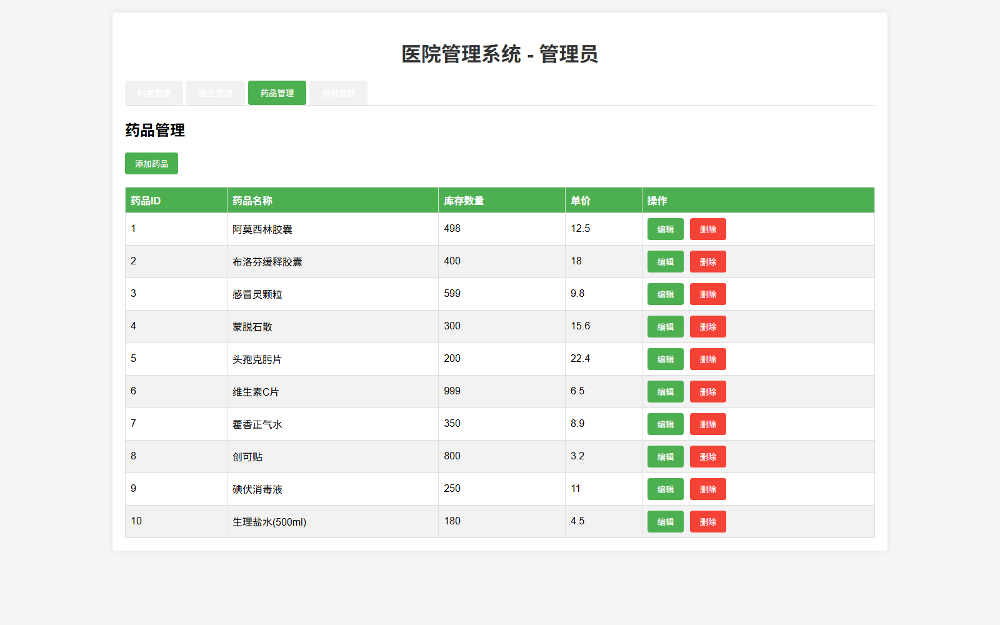 医院管理系统 - 管理员
科室管理 医生管理 药品管理 排班管理
药品管理
添加药品
药品ID 药品名称 库存数量 单价 操作
1 阿莫西林胶囊 498 12.5 编辑 删除
2 布洛芬缓释胶囊 400 18 编辑 删除
3 感冒灵颗粒 599 9.8 编辑 删除
4 蒙脱石散 300 15.6 编辑 删除
5 头孢克肟片 200 22.4 编辑 删除
6 维生素C片 999 6.5 编辑 删除
7 藿香正气水 350 8.9 编辑 删除
8 创可贴 800 3.2 编辑 删除
9 碘伏消毒液 250 11 编辑 删除
10 生理盐水(500ml) 180 4.5 编辑 删除